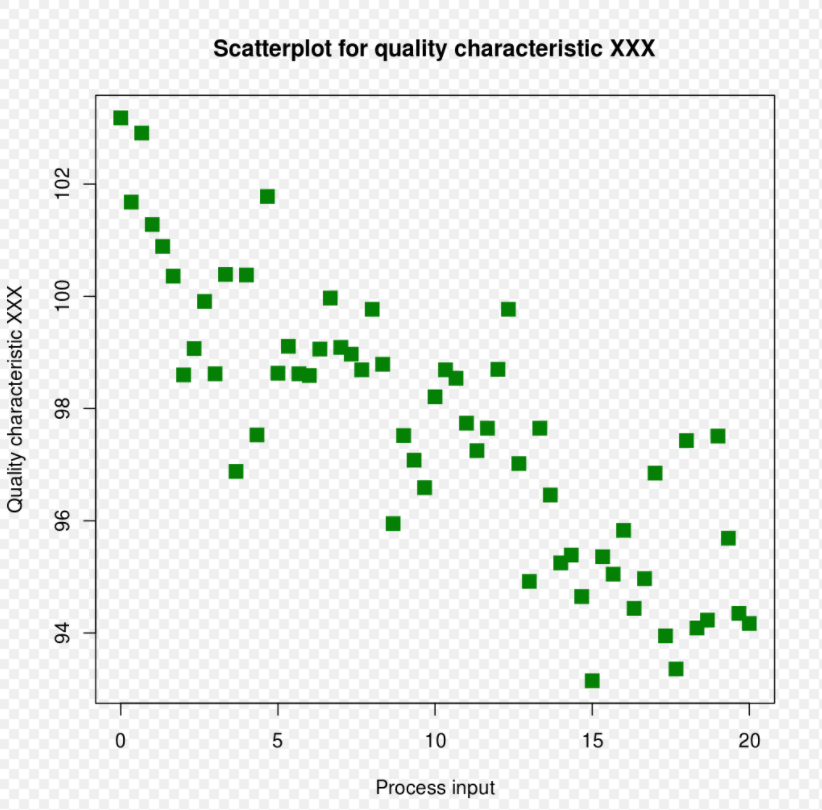 Scatterplot for quality characteristic XXX
Quality characteristic XXX
102
100
98
96
94
0 5 10 15 20
Process input